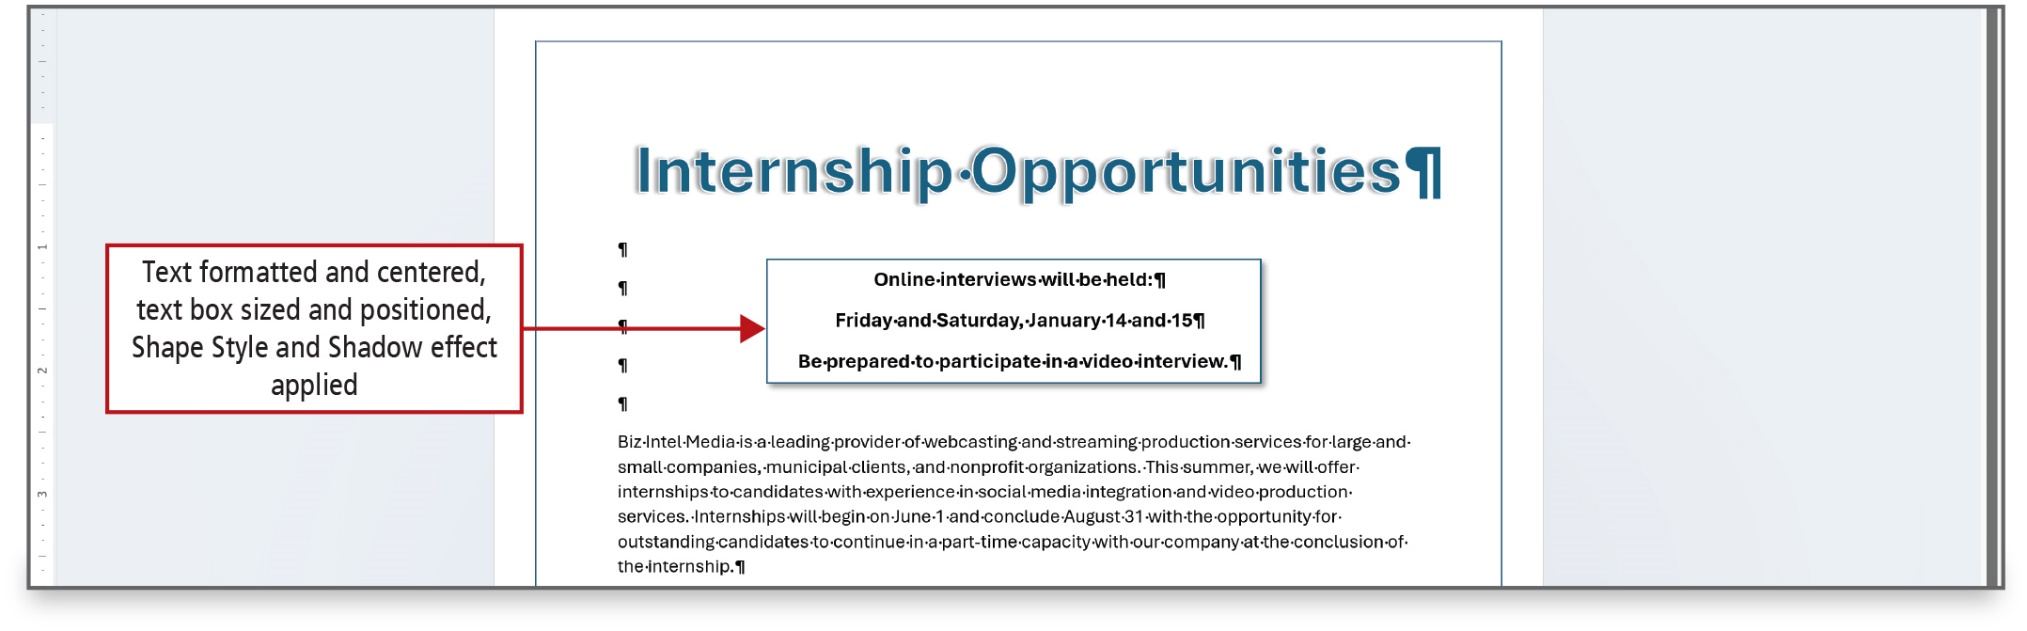 Internship·Opportunities¶
¶
¶
¶
¶
¶
Text formatted and centered,
text box sized and positioned,
Shape Style and Shadow effect
applied
Online·interviews·will·be·held:¶
Friday·and·Saturday,·January·14·and·15¶
Be·prepared·to·participate·in·a·video·interview.¶
Biz·Intel·Media·is·a·leading·provider·of·webcasting·and·streaming·production·services·for·large·and·
small·companies,·municipal·clients,·and·nonprofit·organizations.·This·summer,·we·will·offer·
internships·to·candidates·with·experience·in·social·media·integration·and·video·production·
services.·Internships·will·begin·on·June·1·and·conclude·August·31·with·the·opportunity·for·
outstanding·candidates·to·continue·in·a·part-time·capacity·with·our·company·at·the·conclusion·of·
the·internship.¶
1
2
3